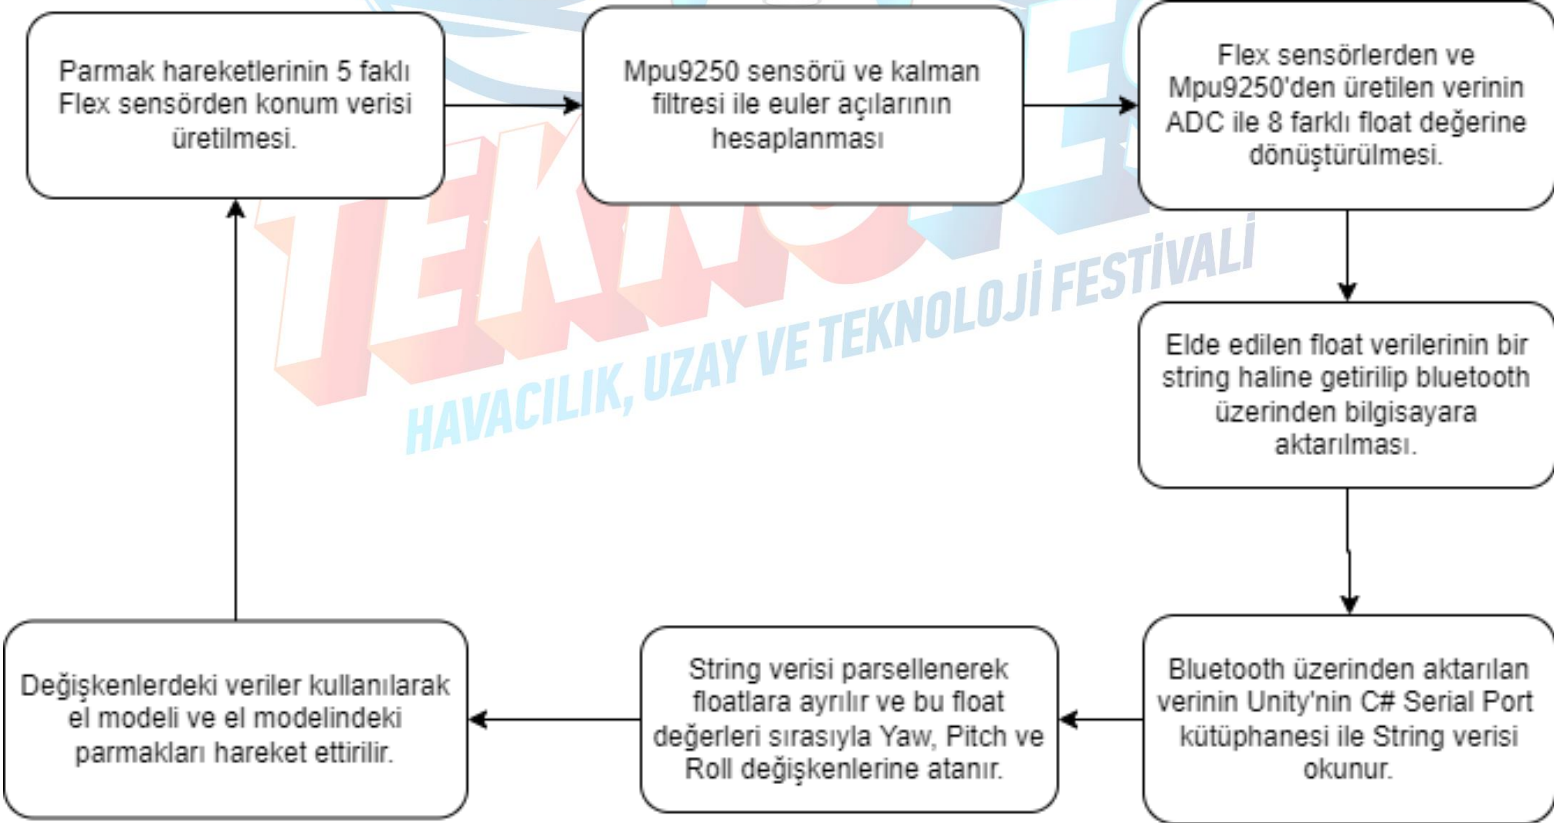 Parmak hareketlerinin 5 faklı
Flex sensörden konum verisi
üretilmesi.
Mpu9250 sensörü ve kalman
filtresi ile euler açılarının
hesaplanması
Flex sensörlerden ve
Mpu9250'den üretilen verinin
ADC ile 8 farklı float değerine
dönüştürülmesi.
TEKNOFES
HAVACILIK, UZAY VE TEKNOLOJİ FESTİVALİ
Elde edilen float verilerinin bir
string haline getirilip bluetooth
üzerinden bilgisayara
aktarılması.
Bluetooth üzerinden aktarılan
verinin Unity'nin C# Serial Port
kütüphanesi ile String verisi
okunur.
String verisi parsellenerek
floatlara ayrılır ve bu float
değerleri sırasıyla Yaw, Pitch ve
Roll değişkenlerine atanır.
Değişkenlerdeki veriler kullanılarak
el modeli ve el modelindeki
parmakları hareket ettirilir.